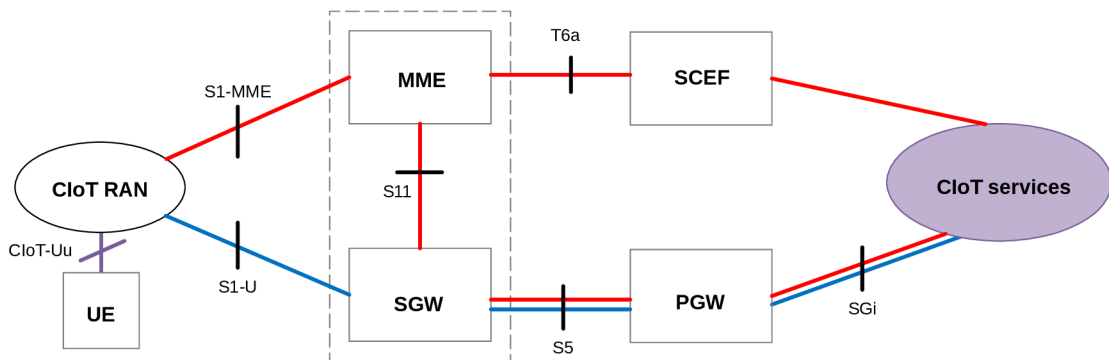 T6a
MME
SCEF
S1-MME
CIoT RAN
S11
CIoT services
CIoT-Uu
S1-U
SGW
PGW
SGi
UE
S5